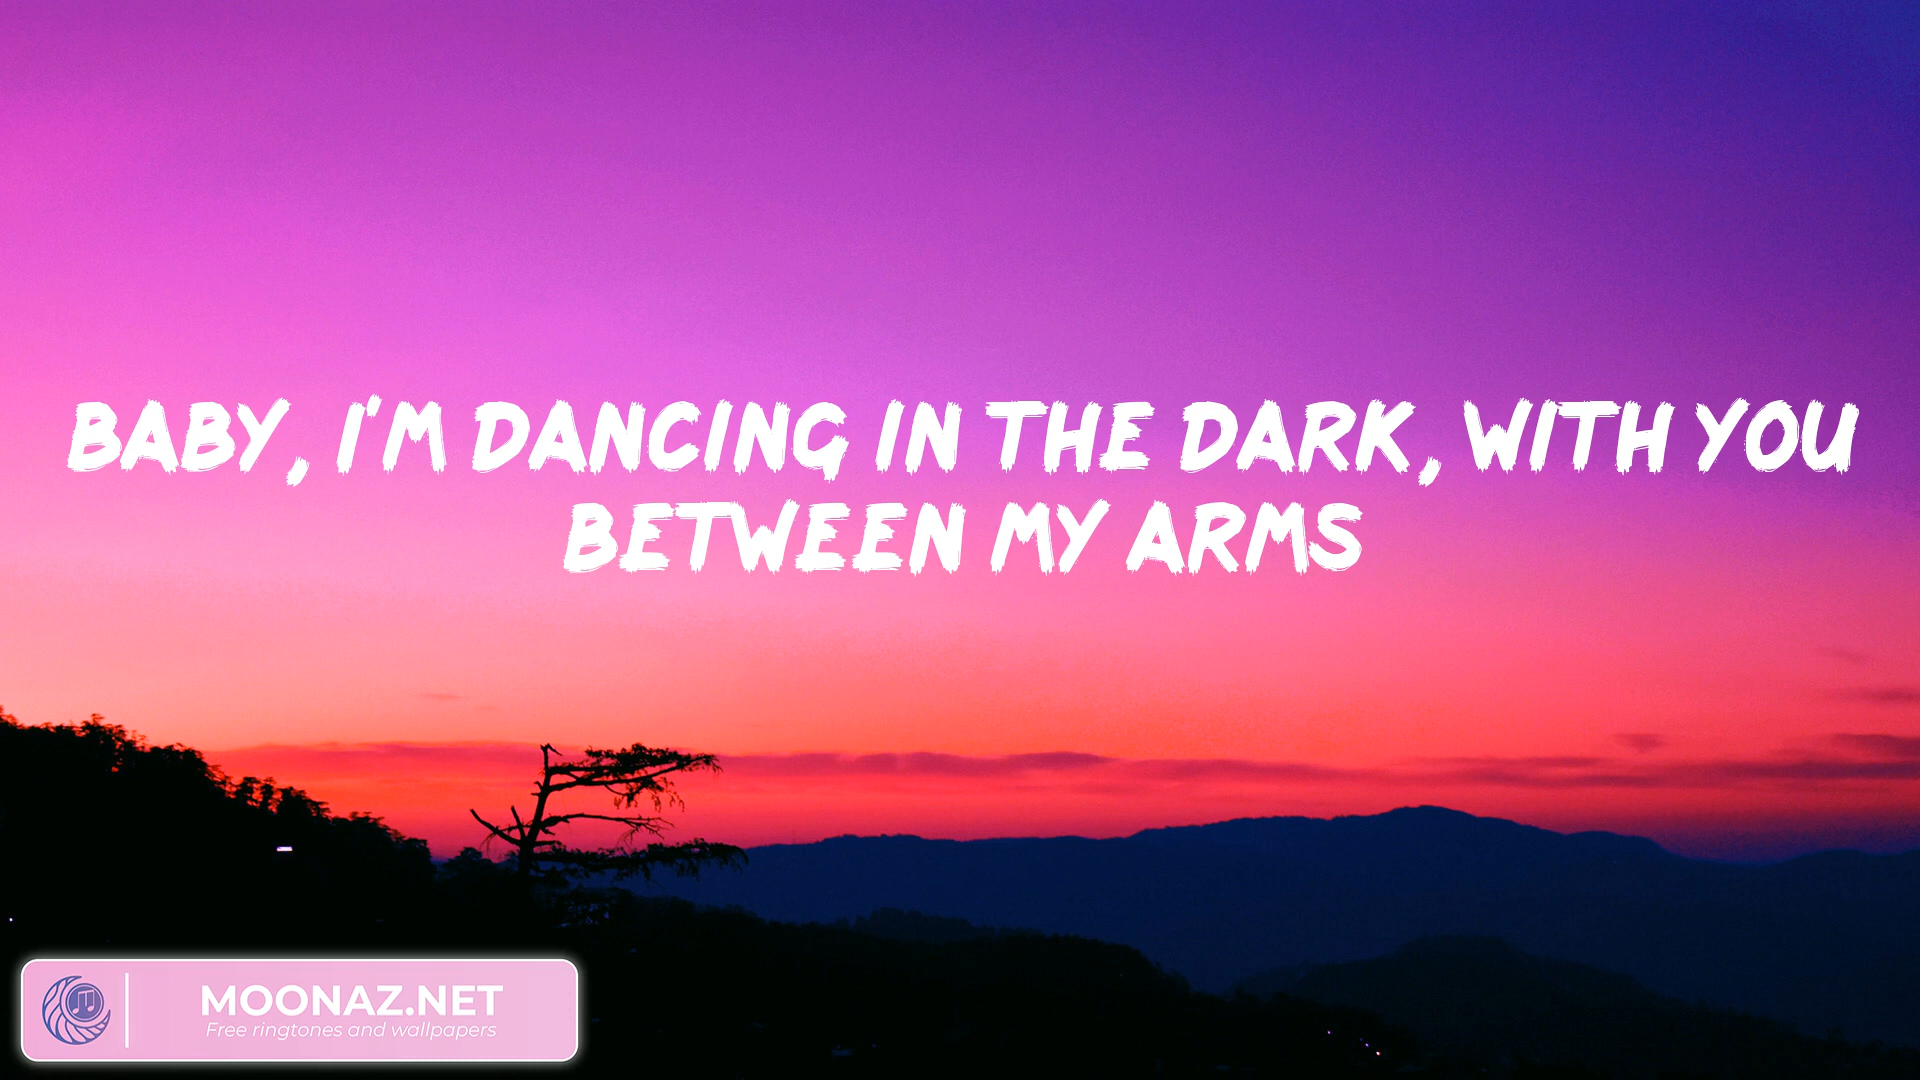 BABY, I'M DANCING IN THE DARK, WITH YOU
BETWEEN MY ARMS
MOONAZ.NET
Free ringtones and wallpapers